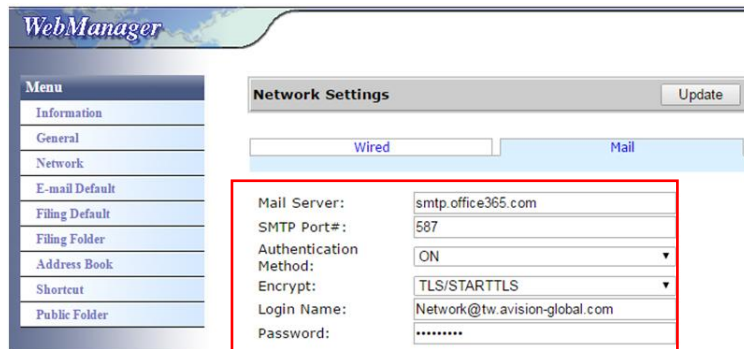 WebManager
Menu
Information
General
Network
E-mail Default
Filing Default
Filing Folder
Address Book
Shortcut
Public Folder
Network Settings
Update
Wired Mail
Mail Server: smtp.office365.com
SMTP Port#: 587
Authentication Method: ON
Encrypt: TLS/STARTTLS
Login Name: Network@tw.avision-global.com
Password: •••••••••